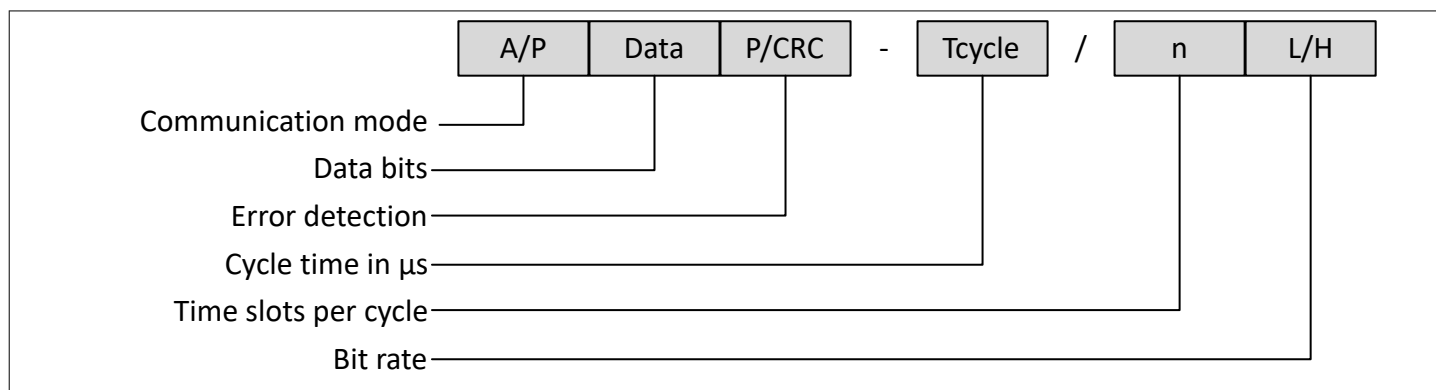 A/P Data P/CRC - Tcycle / n L/H
Communication mode
Data bits
Error detection
Cycle time in µs
Time slots per cycle
Bit rate